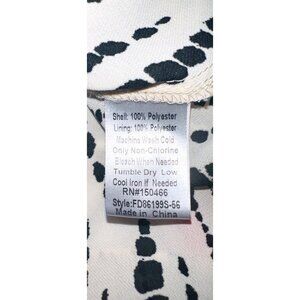 Shell: 100% Polyester
Lining: 100% Polyester
Machine Wash Cold
Only Non-Chlorine
Bleach When Needed
Tumble Dry Low
Cool Iron If Needed
RN#150466
Style:FD86199S-66
Made in China